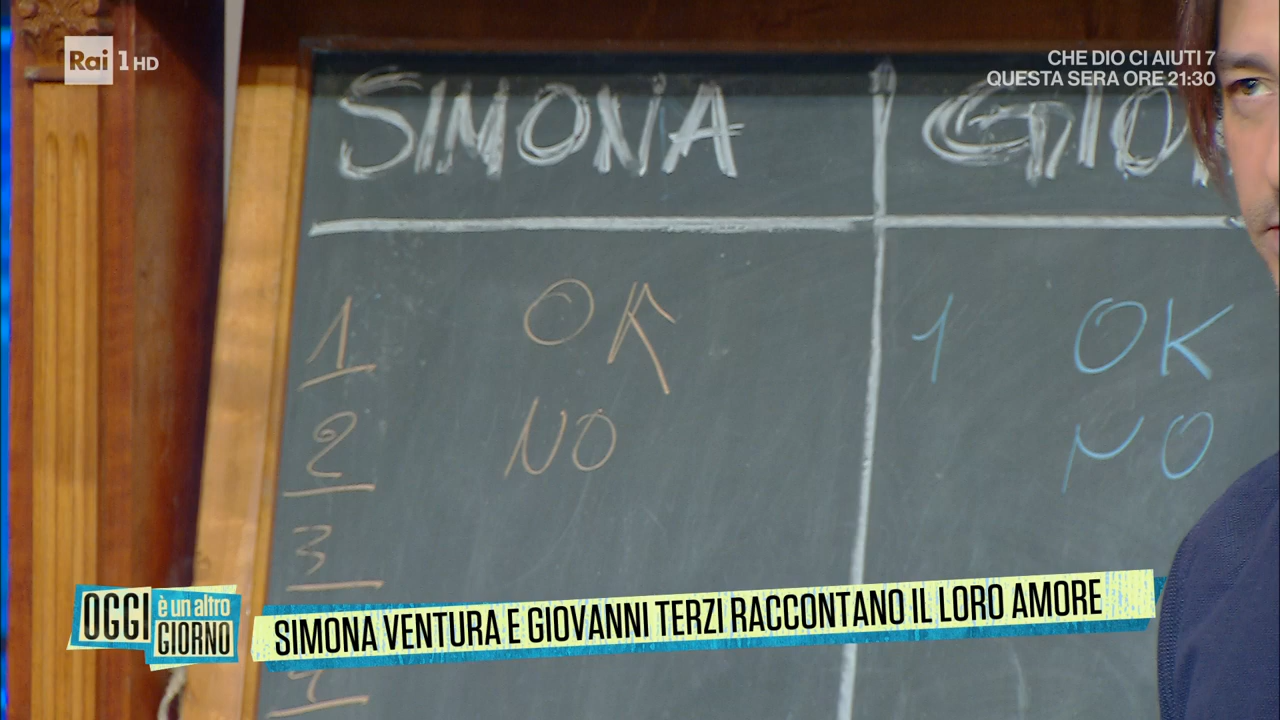 Rai 1 HD
CHE DIO CI AIUTI 7
QUESTA SERA ORE 21:30
SIMONA
1 OK 1 OK
2 NO NO
3
OGGI è un altro GIORNO
SIMONA VENTURA E GIOVANNI TERZI RACCONTANO IL LORO AMORE